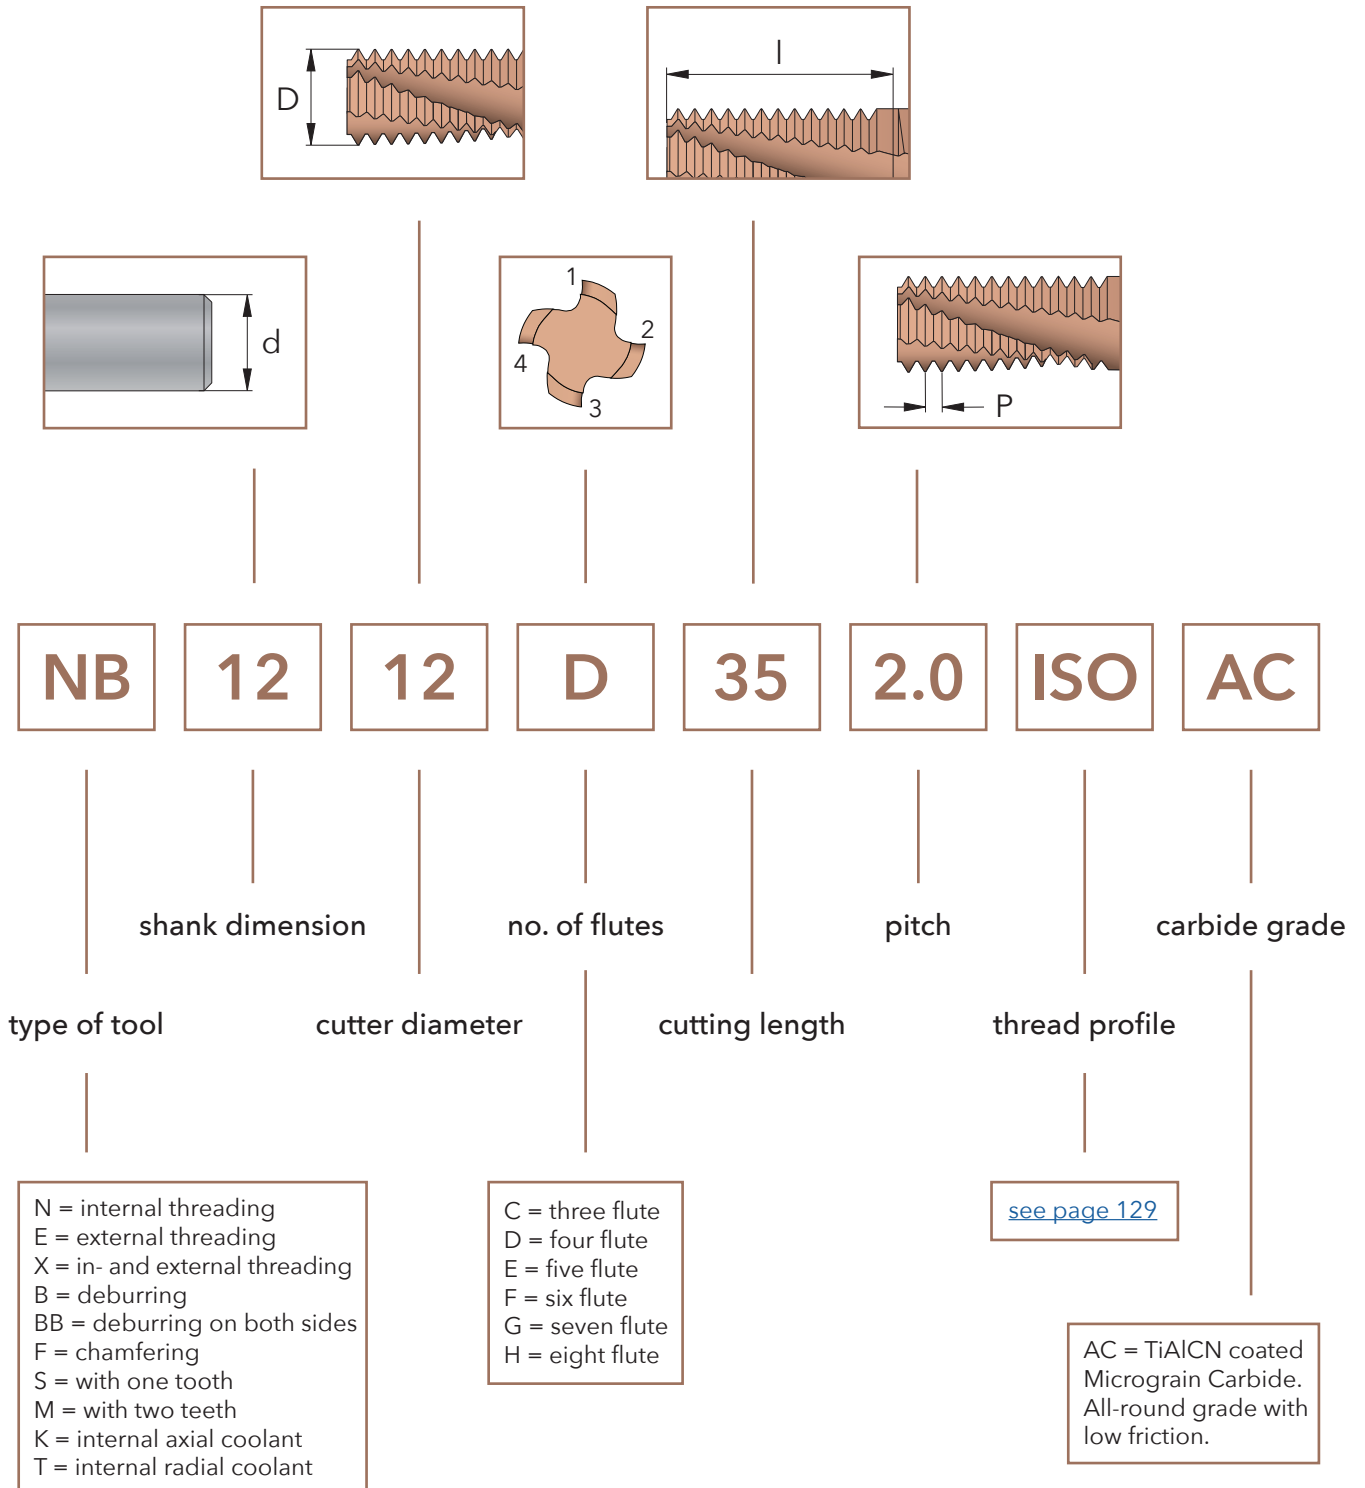 D
l
d
1
2
3
4
P
NB
12
12
D
35
2.0
ISO
AC
shank dimension
no. of flutes
pitch
carbide grade
type of tool
cutter diameter
cutting length
thread profile
N = internal threading
E = external threading
X = in- and external threading
B = deburring
BB = deburring on both sides
F = chamfering
S = with one tooth
M = with two teeth
K = internal axial coolant
T = internal radial coolant
C = three flute
D = four flute
E = five flute
F = six flute
G = seven flute
H = eight flute
see page 129
AC = TiAlCN coated
Micrograin Carbide.
All-round grade with
low friction.